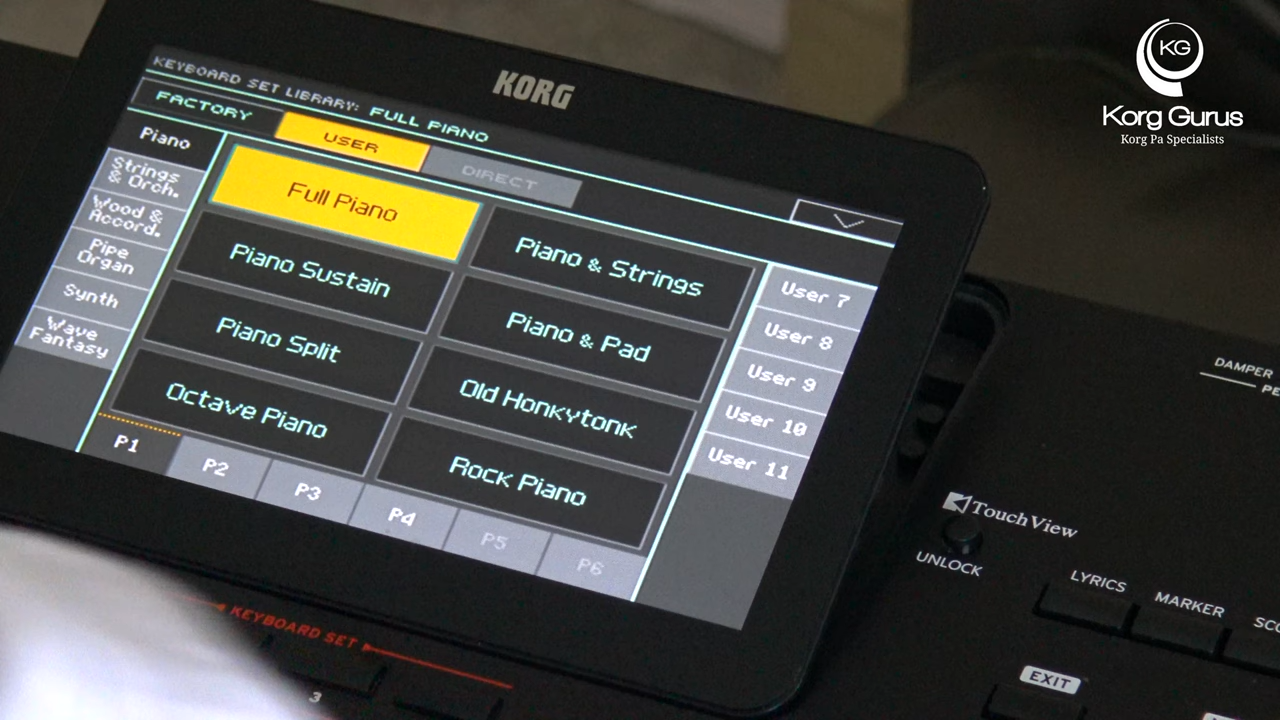 KORG
KG
Korg Gurus
Korg Pa Specialists
KEYBOARD SET LIBRARY: FULL PIANO
FACTORY
USER
DIRECT
Piano
Strings
& Orch.
Wood &
Accord.
Pipe
Organ
Synth
Wave
Fantasy
Full Piano
Piano & Strings
Piano Sustain
Piano & Pad
Piano Split
Old Honkytonk
Octave Piano
Rock Piano
User 7
User 8
User 9
User 10
User 11
P1
P2
P3
P4
P5
P6
DAMPER
TouchView
UNLOCK
LYRICS
MARKER
KEYBOARD SET
EXIT
3